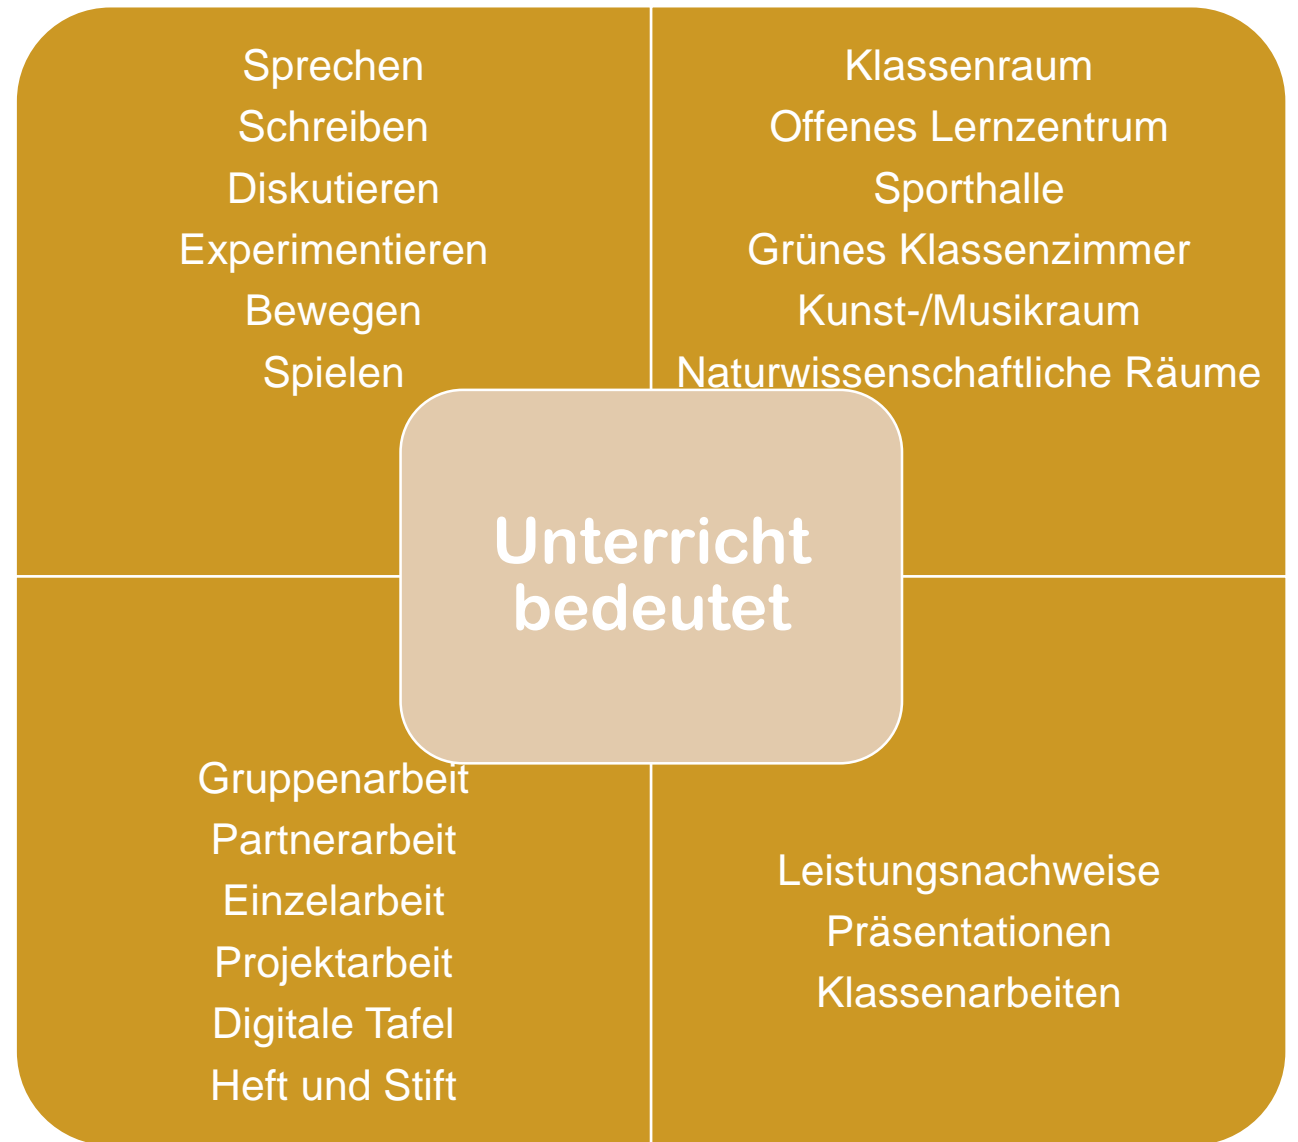 Sprechen
Schreiben
Diskutieren
Experimentieren
Bewegen
Spielen
Klassenraum
Offenes Lernzentrum
Sporthalle
Grünes Klassenzimmer
Kunst-/Musikraum
Naturwissenschaftliche Räume
Unterricht
bedeutet
Gruppenarbeit
Partnerarbeit
Einzelarbeit
Projektarbeit
Digitale Tafel
Heft und Stift
Leistungsnachweise
Präsentationen
Klassenarbeiten